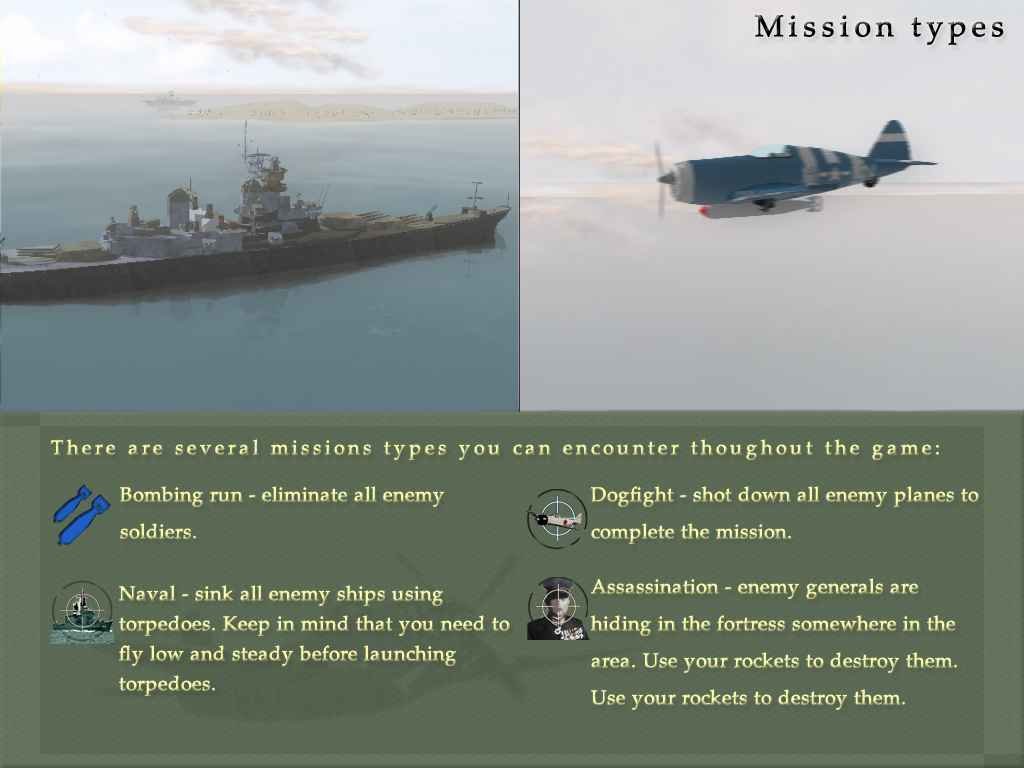 Mission types
There are several missions types you can encounter thoughout the game:
Bombing run - eliminate all enemy
soldiers.
Naval - sink all enemy ships using
torpedoes. Keep in mind that you need to
fly low and steady before launching
torpedoes.
Dogfight - shot down all enemy planes to
complete the mission.
Assassination - enemy generals are
hiding in the fortress somewhere in the
area. Use your rockets to destroy them.
Use your rockets to destroy them.